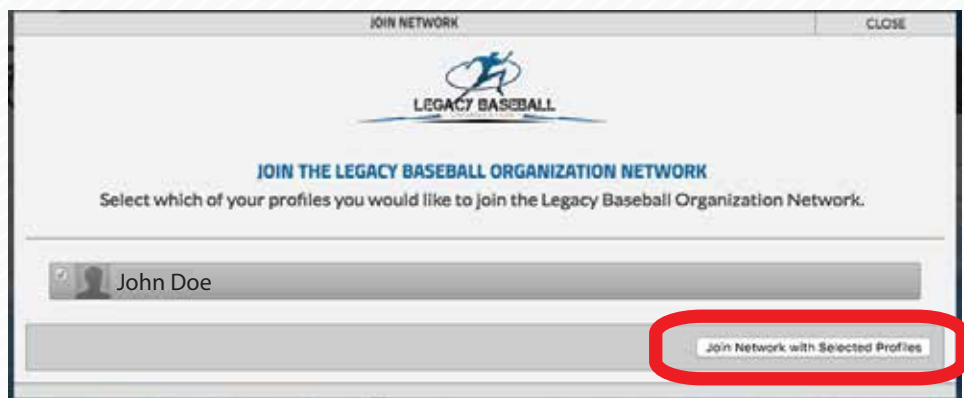 JOIN NETWORK
CLOSE
LEGACY BASEBALL
JOIN THE LEGACY BASEBALL ORGANIZATION NETWORK
Select which of your profiles you would like to join the Legacy Baseball Organization Network.
John Doe
Join Network with Selected Profiles